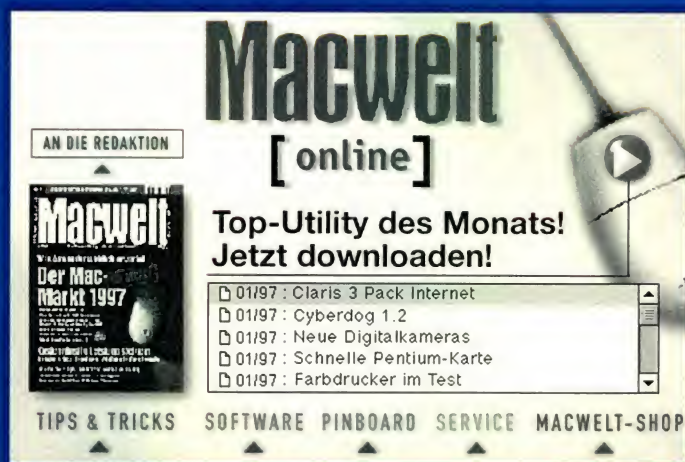 Macwelt
[online]
AN DIE REDAKTION
Macwelt
Der Mac-
Markt 1997
Top-Utility des Monats!
Jetzt downloaden!
01/97 : Claris 3 Pack Internet
01/97 : Cyberdog 1.2
01/97 : Neue Digitalkameras
01/97 : Schnelle Pentium-Karte
01/97 : Farbdrucker im Test
TIPS & TRICKS SOFTWARE PINBOARD SERVICE MACWELT-SHOP